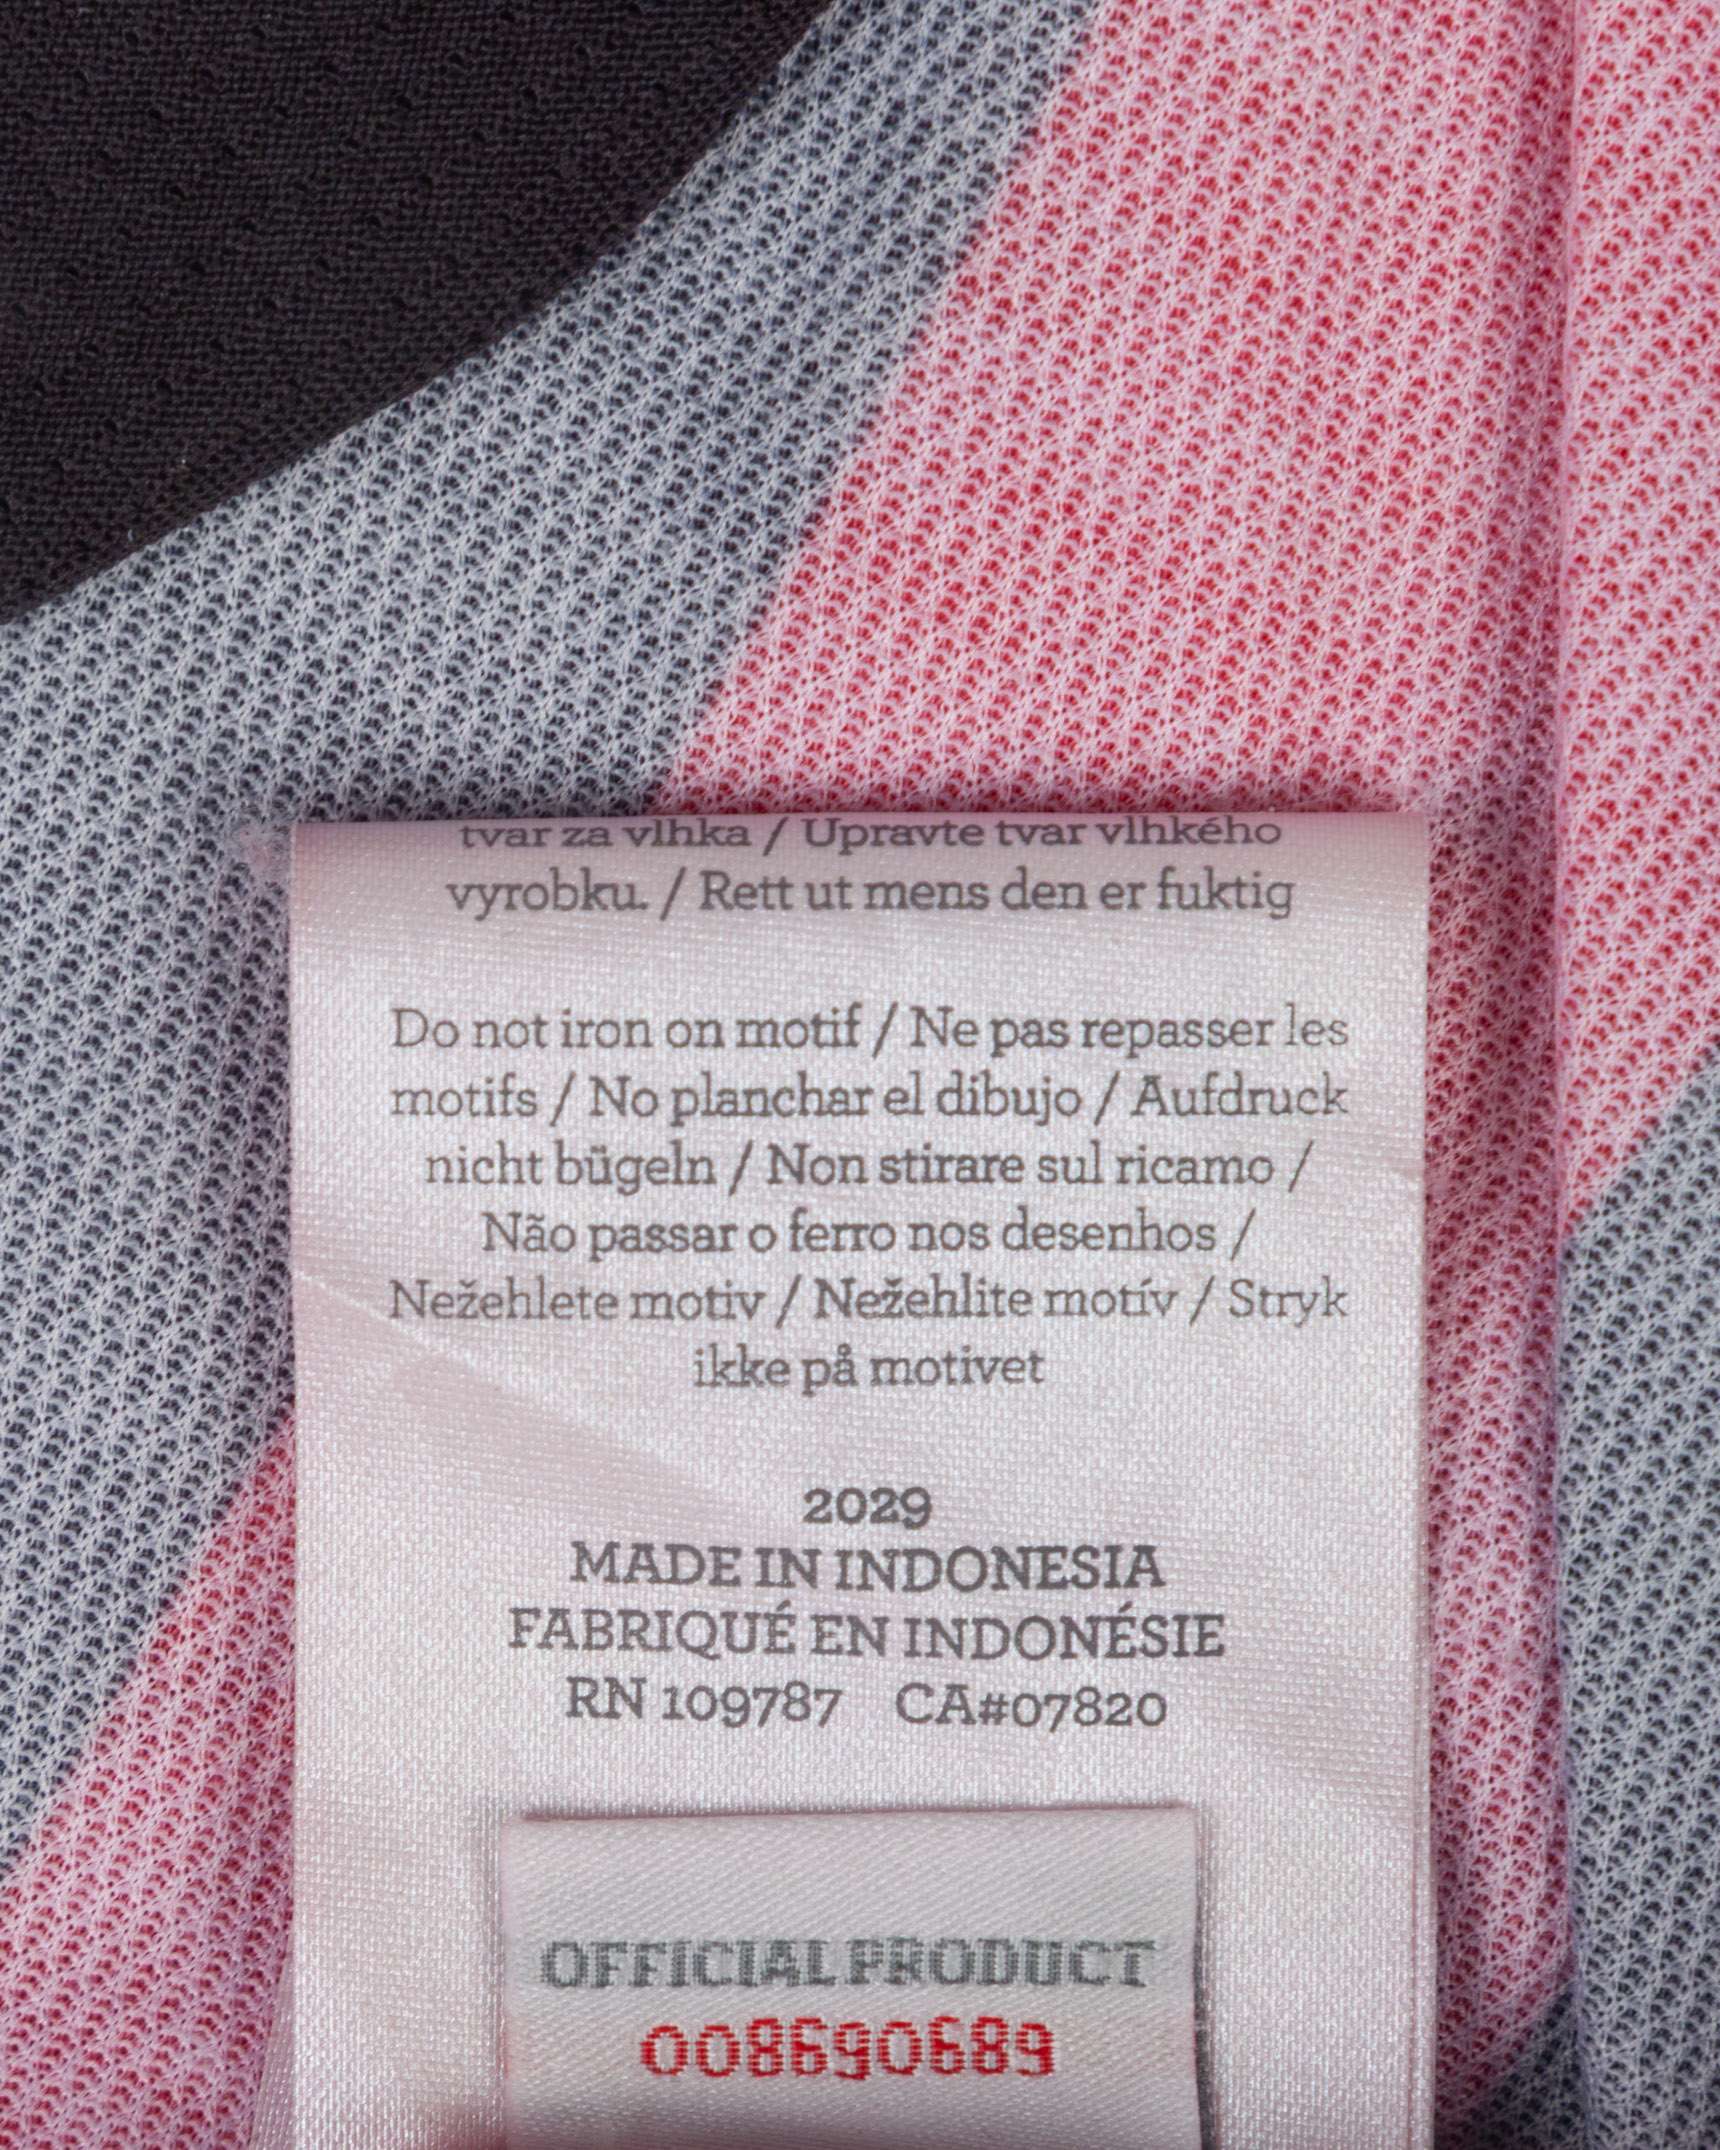 tvar za vlhka / Upravte tvar vlhkého
vyrobku. / Rett ut mens den er fuktig
Do not iron on motif / Ne pas repasser les
motifs / No planchar el dibujo / Aufdruck
nicht bügeln / Non stirare sul ricamo /
Não passar o ferro nos desenhos /
Nežehlete motiv / Nežehlite motív / Stryk
ikke på motivet
2029
MADE IN INDONESIA
FABRIQUÉ EN INDONÉSIE
RN 109787 CA#07820
OFFICIAL PRODUCT
008690689